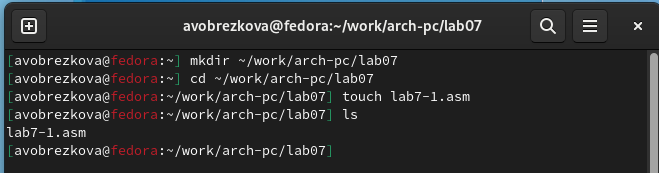 avobrezkova@fedora:~/work/arch-pc/lab07
[avobrezkova@fedora:~] mkdir ~/work/arch-pc/lab07
[avobrezkova@fedora:~] cd ~/work/arch-pc/lab07
[avobrezkova@fedora:~/work/arch-pc/lab07] touch lab7-1.asm
[avobrezkova@fedora:~/work/arch-pc/lab07] ls
lab7-1.asm
[avobrezkova@fedora:~/work/arch-pc/lab07]